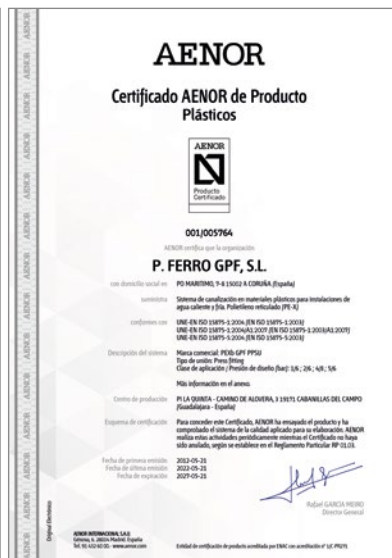 AENOR
Certificado AENOR de Producto
Plásticos
AENOR
N
Producto
Certificado
001/005764
AENOR certifica que la organización
P. FERRO GPF, S.L.
con domicilio social en PO MARITIMO, 7-8 15002 A CORUÑA (España)
suministra Sistema de canalización en materiales plásticos para instalaciones de
agua caliente y fría. Polietileno reticulado (PE-X)
conformes con UNE-EN ISO 15875-1:2004 (EN ISO 15875-1:2003)
UNE-EN ISO 15875-1:2004/A1:2007 (EN ISO 15875-1:2003/A1:2007)
UNE-EN ISO 15875-5:2004 (EN ISO 15875-5:2003)
Descripción del sistema Marca comercial: PEXb GPF PPSU
Tipo de unión: Press fitting
Clase de aplicación / Presión de diseño (bar): 1/6 ; 2/6 ; 4/8 ; 5/6
Más información en el anexo.
Centro de producción PI LA QUINTA - CAMINO DE ALOVERA, 3 19171 CABANILLAS DEL CAMPO
(Guadalajara - España)
Esquema de certificación Para conceder este Certificado, AENOR ha ensayado el producto y ha
comprobado el sistema de la calidad aplicado para su elaboración. AENOR
realiza estas actividades periódicamente mientras el Certificado no haya
sido anulado, según se establece en el Reglamento Particular RP 01.03.
Fecha de primera emisión 2012-05-21
Fecha de última emisión 2022-05-21
Fecha de expiración 2027-05-21
Rafael GARCÍA MEIRO
Director General
Original Electrónico
AENOR INTERNACIONAL S.A.U.
Génova, 6. 28004 Madrid. España
Tel. 91 432 60 00.- www.aenor.com
Entidad de certificación de producto acreditada por ENAC con acreditación nº 1/C-PR271